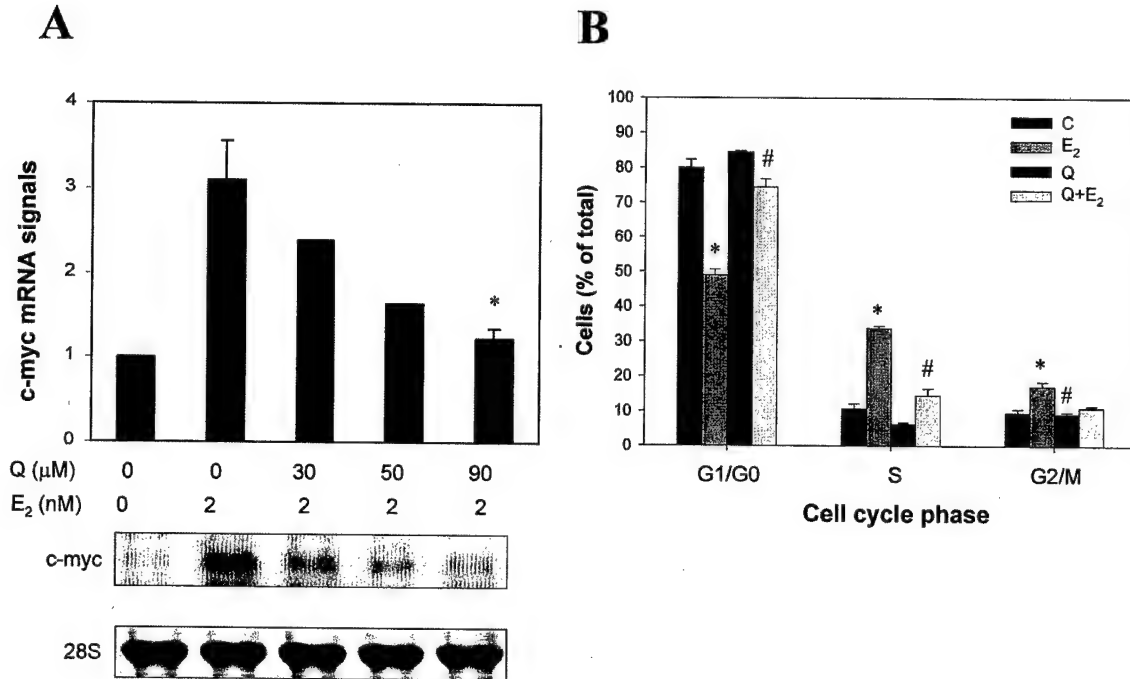 A
c-myc mRNA signals
4
3
2
1
0
*
Q (μM) 0 0 30 50 90
E₂ (nM) 0 2 2 2 2
c-myc
28S
B
Cells (% of total)
100
90
80
70
60
50
40
30
20
10
0
C
E₂
Q
Q+E₂
*
#
*
#
*
#
G1/G0 S G2/M
Cell cycle phase